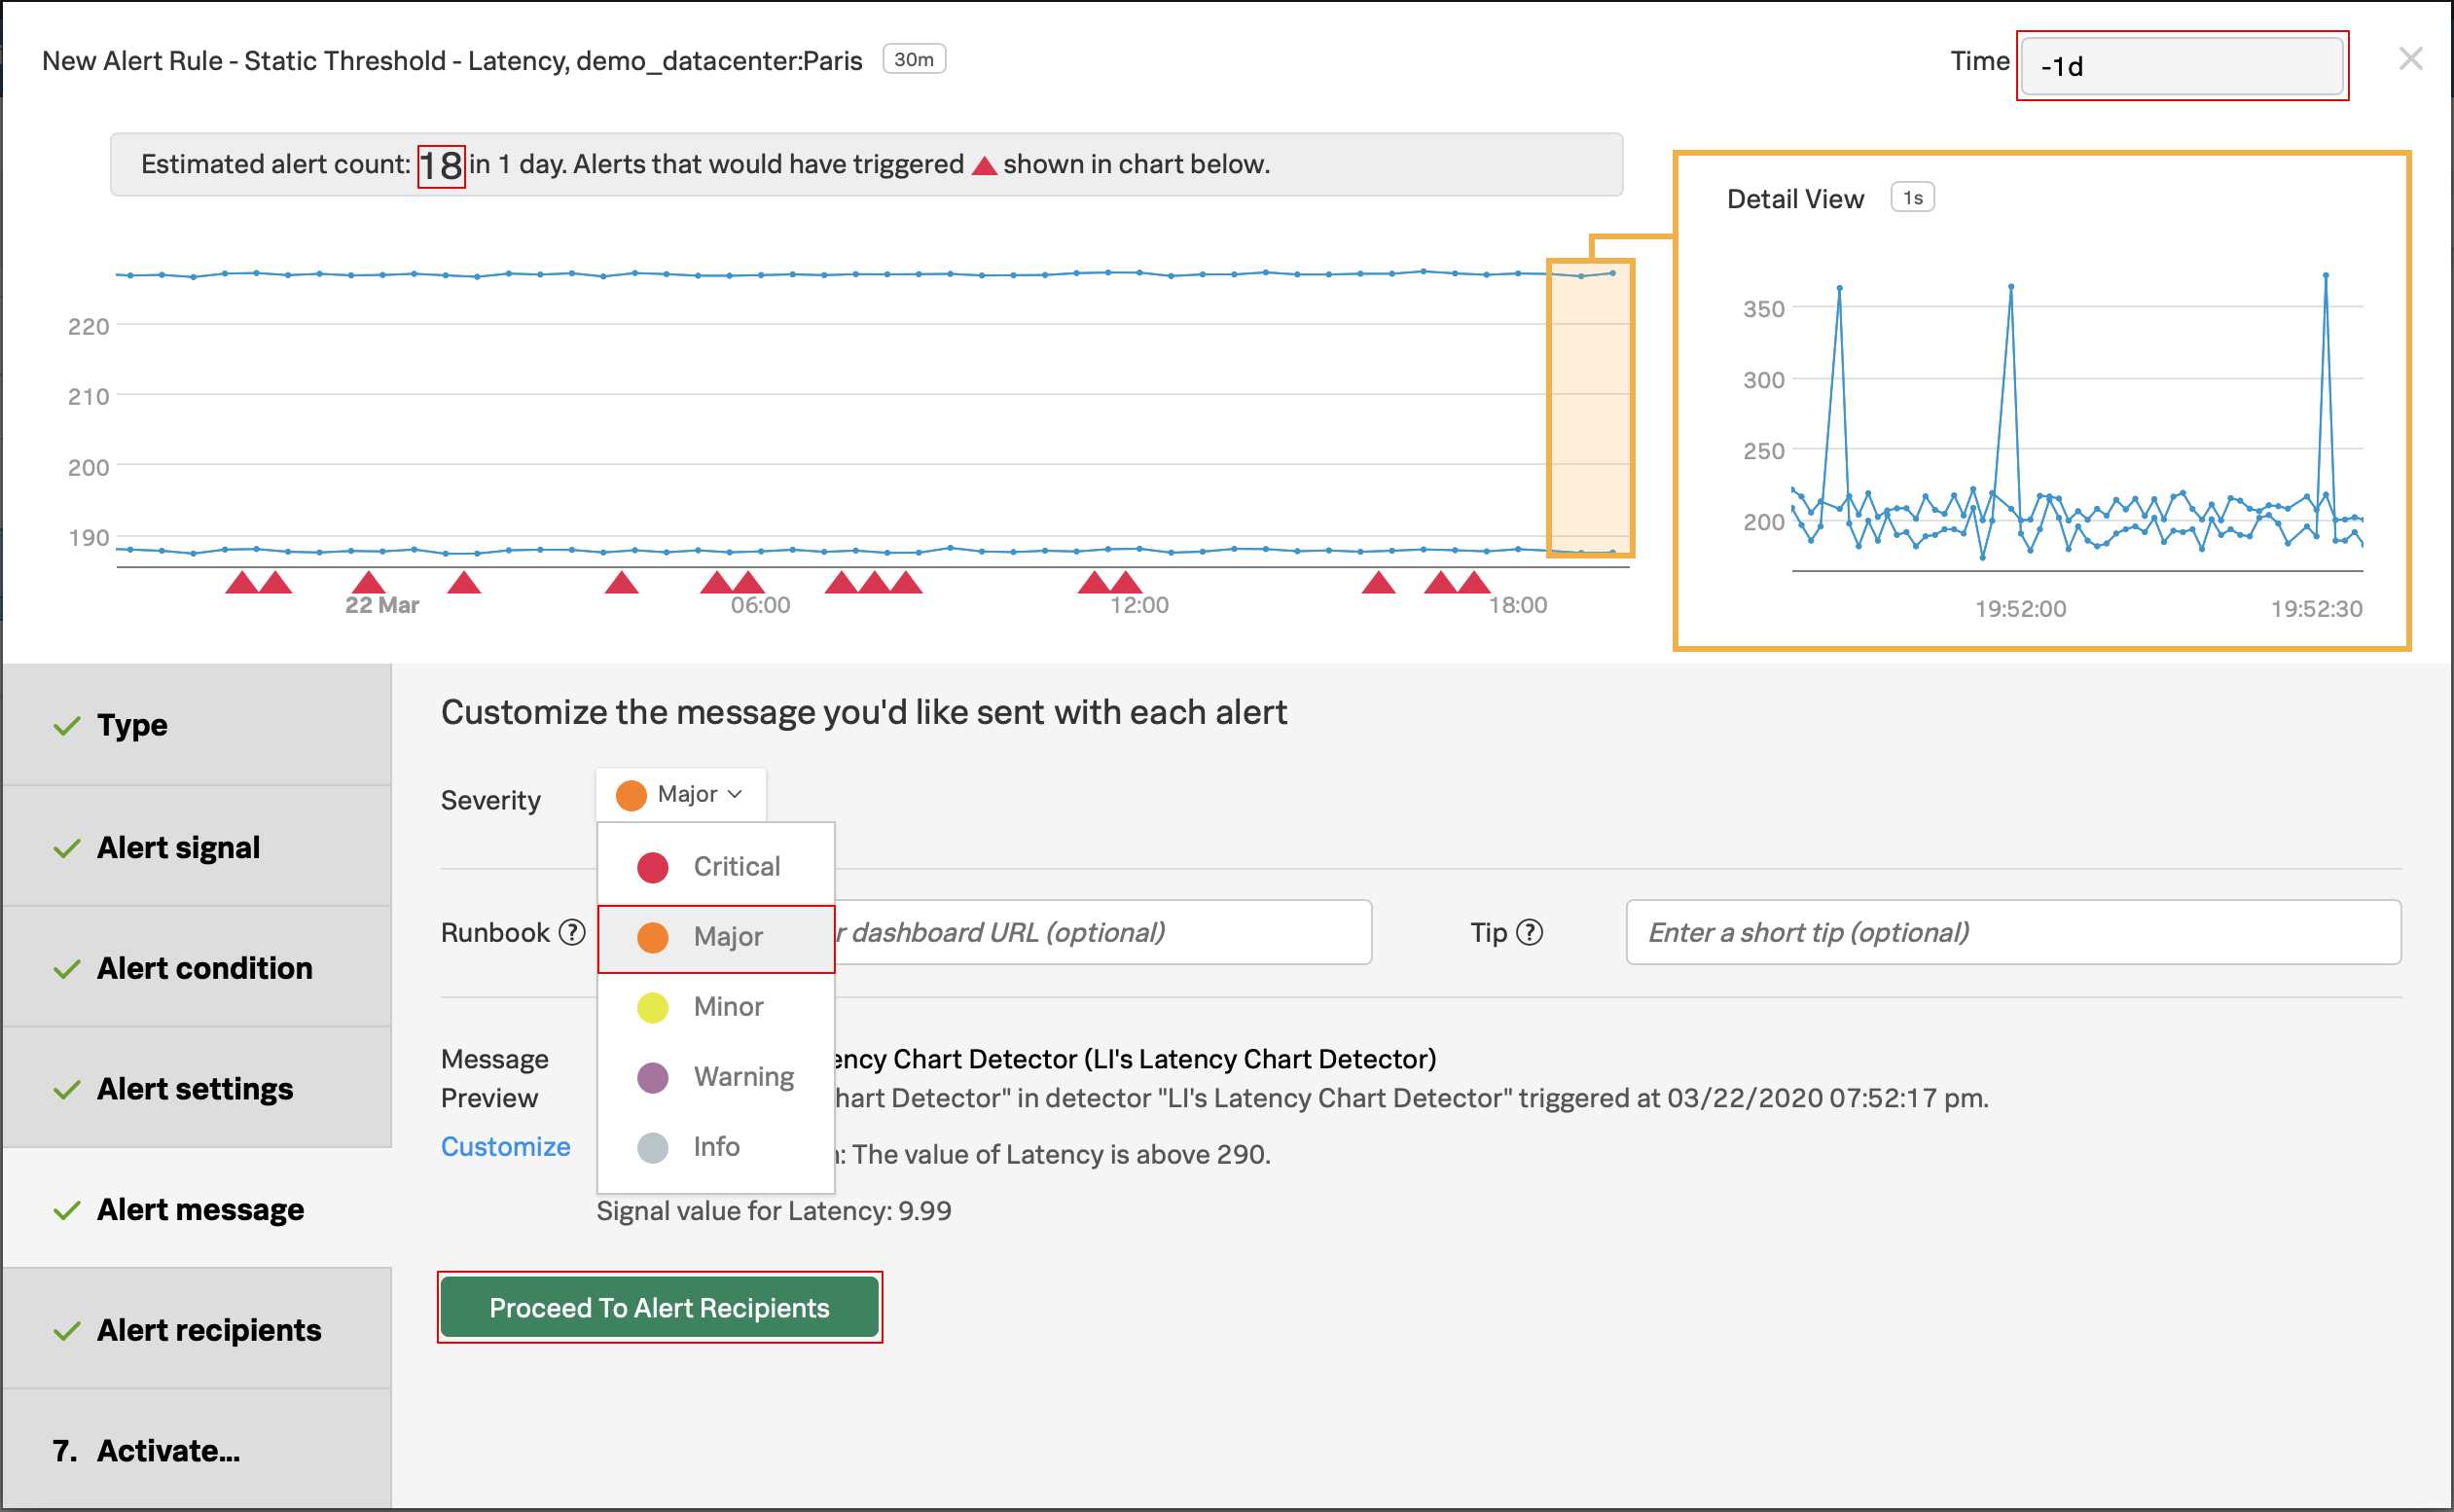 New Alert Rule - Static Threshold - Latency, demo_datacenter:Paris 30m
Time -1d
Estimated alert count: 18 in 1 day. Alerts that would have triggered shown in chart below.
Detail View 1s
220
210
200
190
22 Mar 06:00 12:00 18:00
350
300
250
200
19:52:00 19:52:30
Type
Alert signal
Alert condition
Alert settings
Alert message
Alert recipients
7. Activate...
Customize the message you'd like sent with each alert
Severity Major
Critical
Major
Minor
Warning
Info
Runbook ? r dashboard URL (optional)
Tip ? Enter a short tip (optional)
Message
Preview
Customize
ency Chart Detector (LI's Latency Chart Detector)
hart Detector" in detector "LI's Latency Chart Detector" triggered at 03/22/2020 07:52:17 pm.
: The value of Latency is above 290.
Signal value for Latency: 9.99
Proceed To Alert Recipients